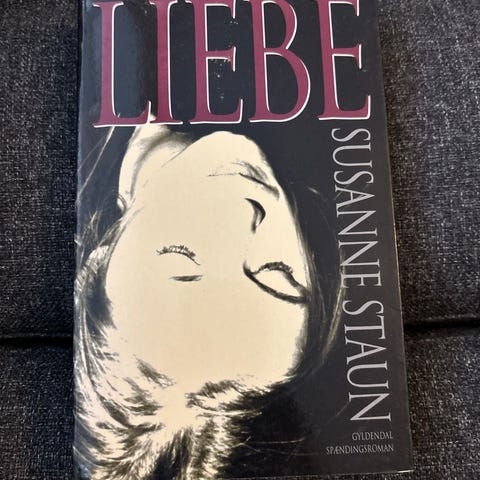 LIEBE
SUSANNE STAUN
GYLDENDAL
SPÆNDINGSROMAN